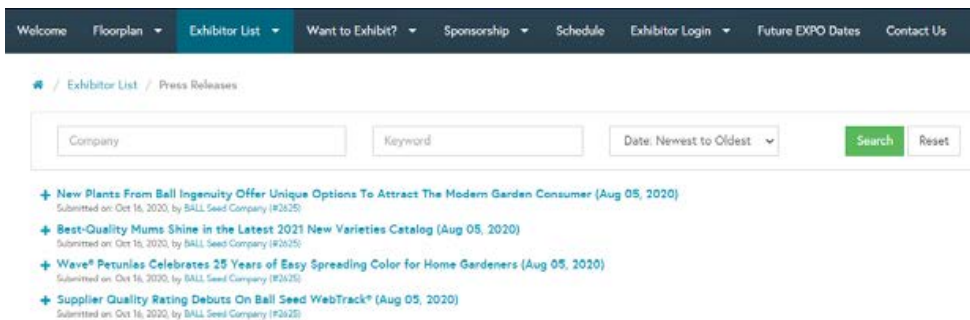 Welcome Floorplan Exhibitor List Want to Exhibit? Sponsorship Schedule Exhibitor Login Future EXPO Dates Contact Us
/ Exhibitor List / Press Releases
Company Keyword Date: Newest to Oldest Search Reset
+ New Plants From Ball Ingenuity Offer Unique Options To Attract The Modern Garden Consumer (Aug 05, 2020)
Submitted on: Oct 16, 2020, by BALL Seed Company (#2625)
+ Best-Quality Mums Shine in the Latest 2021 New Varieties Catalog (Aug 05, 2020)
Submitted on: Oct 16, 2020, by BALL Seed Company (#2625)
+ Wave® Petunias Celebrates 25 Years of Easy Spreading Color for Home Gardeners (Aug 05, 2020)
Submitted on: Oct 16, 2020, by BALL Seed Company (#2625)
+ Supplier Quality Rating Debuts On Ball Seed WebTrack® (Aug 05, 2020)
Submitted on: Oct 16, 2020, by BALL Seed Company (#2625)